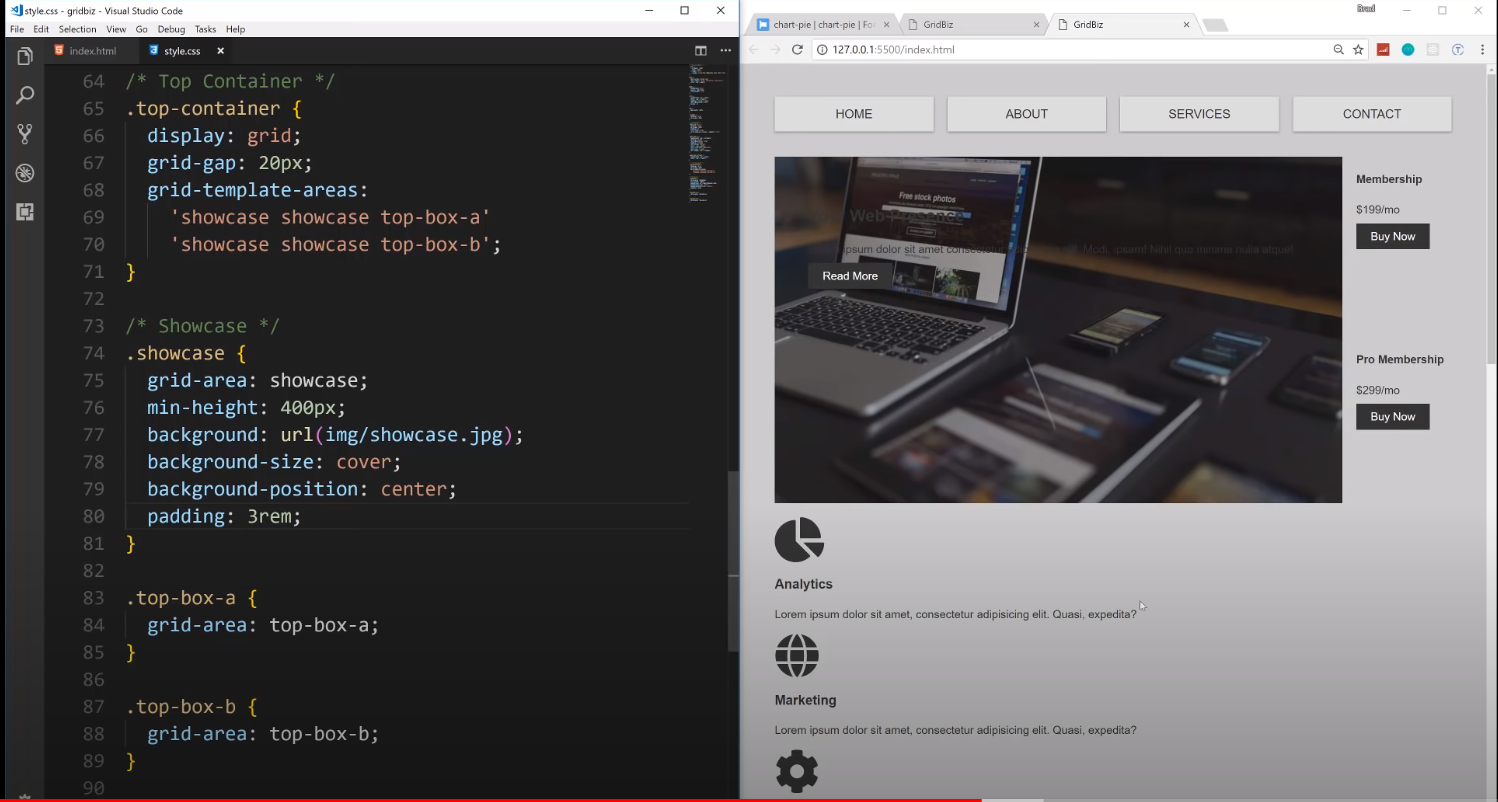 style.css - gridbiz - Visual Studio Code
File Edit Selection View Go Debug Tasks Help
index.html style.css
64 /* Top Container */
65 .top-container {
66 display: grid;
67 grid-gap: 20px;
68 grid-template-areas:
69 'showcase showcase top-box-a'
70 'showcase showcase top-box-b';
71 }
72
73 /* Showcase */
74 .showcase {
75 grid-area: showcase;
76 min-height: 400px;
77 background: url(img/showcase.jpg);
78 background-size: cover;
79 background-position: center;
80 padding: 3rem;
81 }
82
83 .top-box-a {
84 grid-area: top-box-a;
85 }
86
87 .top-box-b {
88 grid-area: top-box-b;
89 }
90
Brad
chart-pie | chart-pie | Fo
GridBiz
GridBiz
127.0.0.1:5500/index.html
HOME ABOUT SERVICES CONTACT
Free stock photos
Web Presence
ipsum dolor sit amet consectetur
Modi, ipsam! Nihil quo minima nulla atque!
Read More
Membership
$199/mo
Buy Now
Pro Membership
$299/mo
Buy Now
Analytics
Lorem ipsum dolor sit amet, consectetur adipisicing elit. Quasi, expedita?
Marketing
Lorem ipsum dolor sit amet, consectetur adipisicing elit. Quasi, expedita?